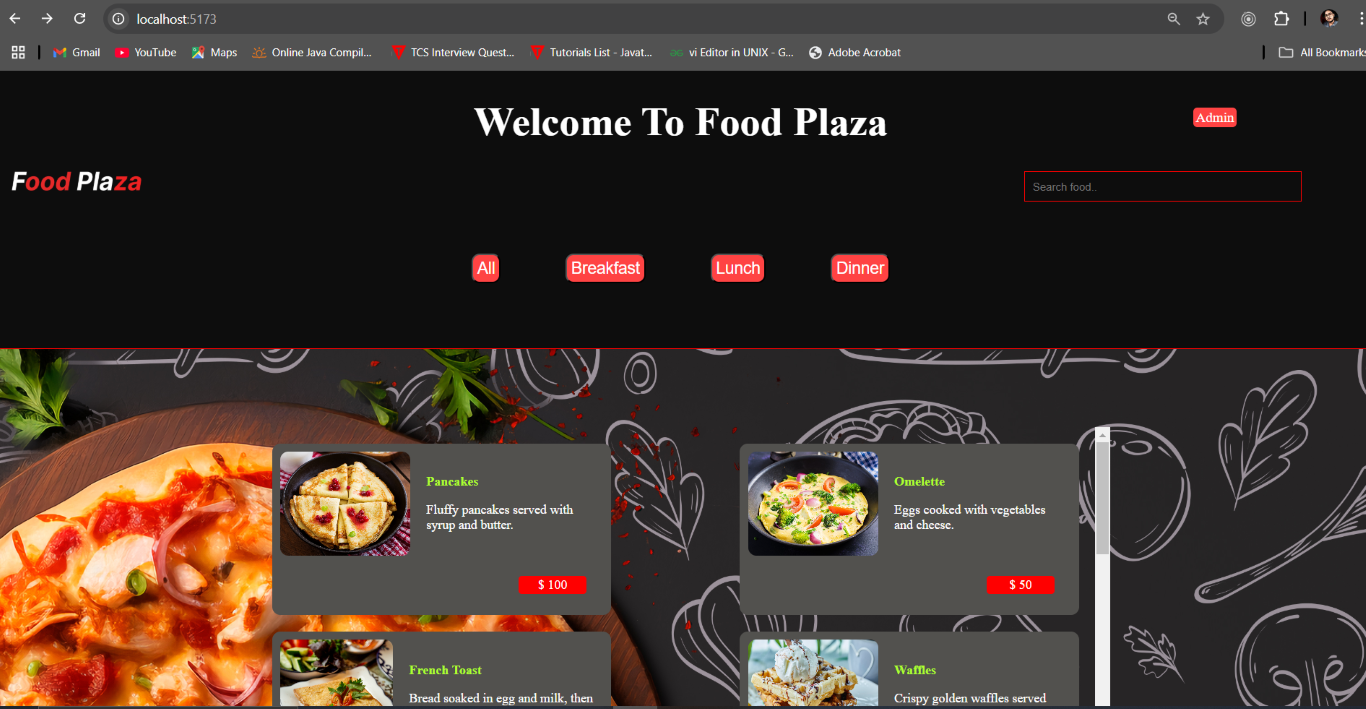 localhost:5173
Gmail
YouTube
Maps
Online Java Compil...
TCS Interview Quest...
Tutorials List - Javat...
vi Editor in UNIX - G...
Adobe Acrobat
All Bookmarks
Welcome To Food Plaza
Admin
Food Plaza
Search food..
All
Breakfast
Lunch
Dinner
Pancakes
Fluffy pancakes served with
syrup and butter.
$ 100
Omelette
Eggs cooked with vegetables
and cheese.
$ 50
French Toast
Bread soaked in egg and milk, then
Waffles
Crispy golden waffles served